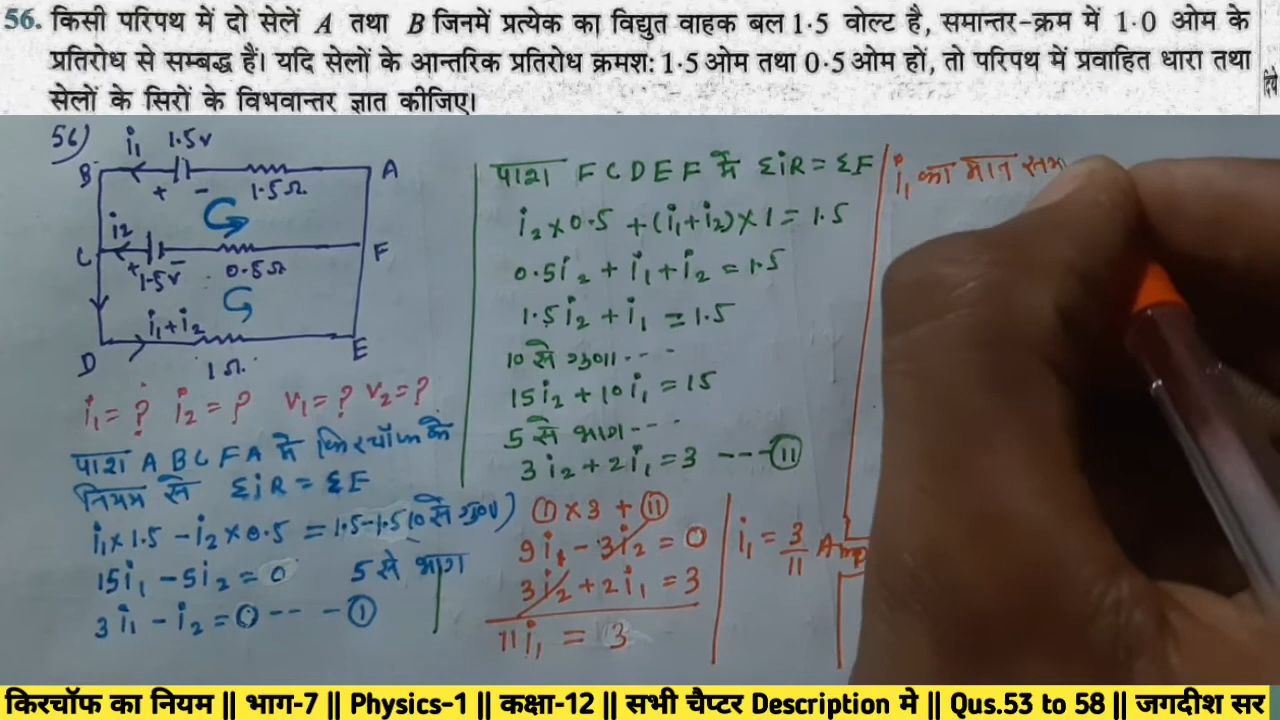 56. किसी परिपथ में दो सेलें A तथा B जिनमें प्रत्येक का विद्युत वाहक बल 1·5 वोल्ट है, समान्तर-क्रम में 1·0 ओम के
प्रतिरोध से सम्बद्ध हैं। यदि सेलों के आन्तरिक प्रतिरोध क्रमश: 1·5 ओम तथा 0·5 ओम हों, तो परिपथ में प्रवाहित धारा तथा
सेलों के सिरों के विभवान्तर ज्ञात कीजिए।
56)
i₁ 1.5v
B A
+ -
1.5Ω
i₂
C F
+ -
1.5v 0.5Ω
i₁+i₂
D E
1Ω
i₁=? i₂=? V₁=? V₂=?
पाश ABCFA में किरचॉफ के
नियम से ΣiR = ΣE
i₁×1.5 - i₂×0.5 = 1.5-1.5 (10 से गुणा)
15i₁ - 5i₂ = 0 5 से भाग
3i₁ - i₂ = 0 --- ①
पाश FCDEF में ΣiR = ΣE
i₂×0.5 + (i₁+i₂)×1 = 1.5
0.5i₂ + i₁ + i₂ = 1.5
1.5i₂ + i₁ = 1.5
10 से गुणा----
15i₂ + 10i₁ = 15
5 से भाग---
3i₂ + 2i₁ = 3 ---⑪
①×3 + ⑪
9i₁ - 3i₂ = 0
3i₂ + 2i₁ = 3
11i₁ = 3
i₁ = 3/11 Amp
i₁ का मान
किरचॉफ का नियम || भाग-7 || Physics-1 || कक्षा-12 || सभी चैप्टर Description मे || Qus.53 to 58 || जगदीश सर